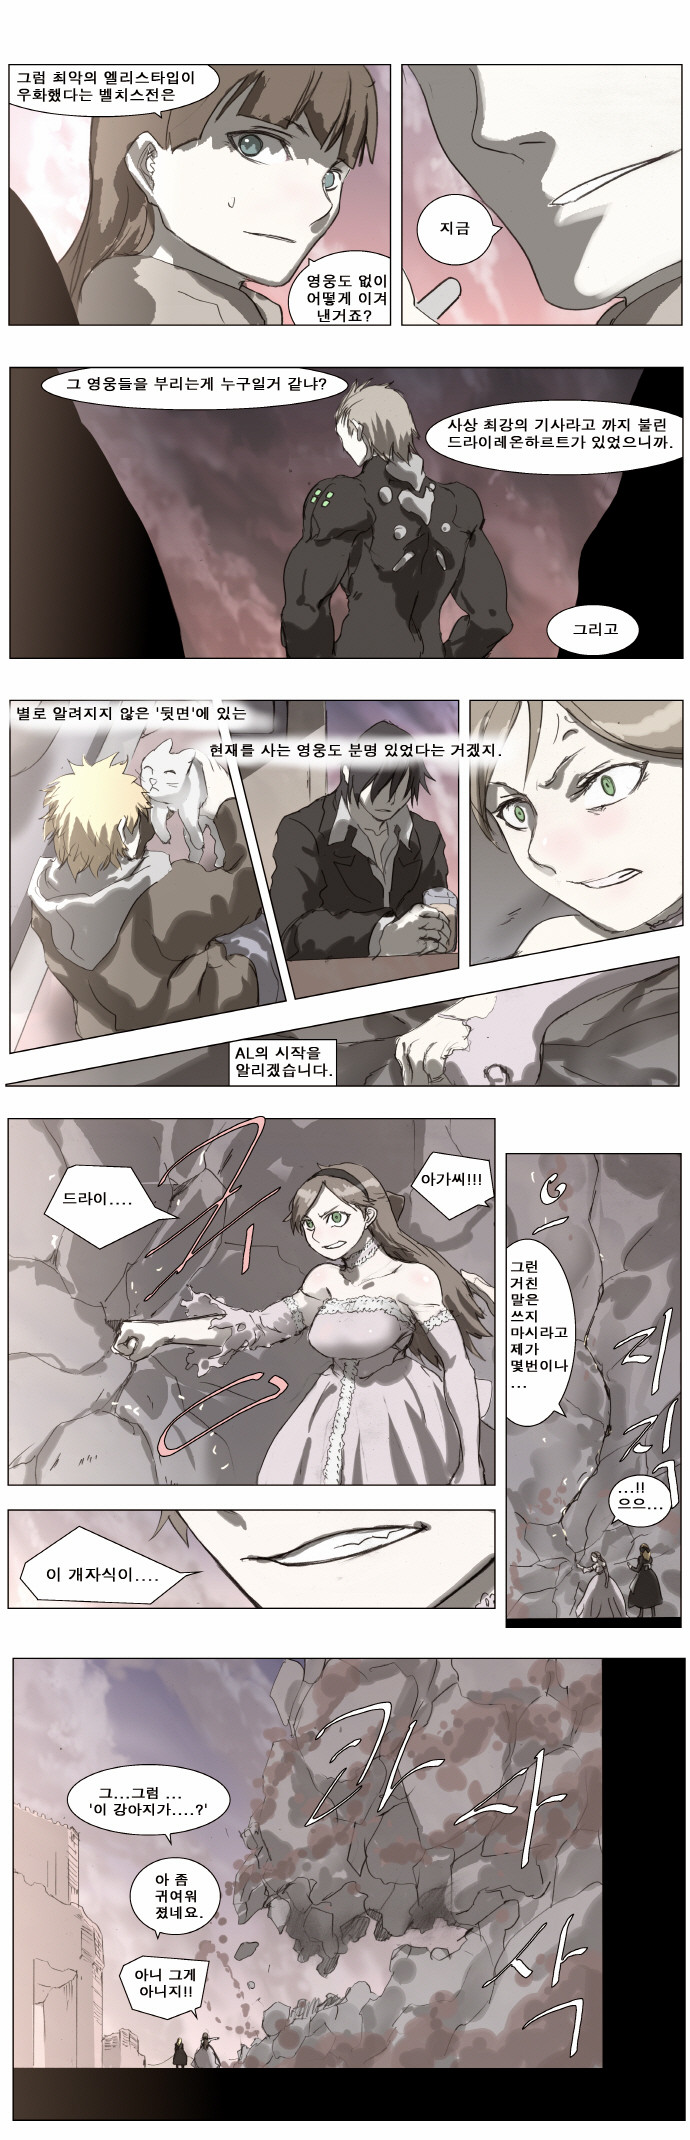 그럼 최악의 엘리스타입이
우화했다는 벨치스전은
영웅도 없이
어떻게 이겨
낸거죠?
지금
그 영웅들을 부리는게 누구일거 같냐?
사상 최강의 기사라고 까지 불린
드라이레온하르트가 있었으니까.
그리고
별로 알려지지 않은 '뒷면'에 있는
현재를 사는 영웅도 분명 있었다는 거겠지.
AL의 시작을
알리겠습니다.
드라이....
아가씨!!!
쿠
그런
거친
말은
쓰지
마시라고
제가
몇번이나
...
...!!
으으...
이 개자식이....
그...그럼 ...
'이 강아지가....?'
아 좀
귀여워
졌네요.
아니 그게
아니지!!